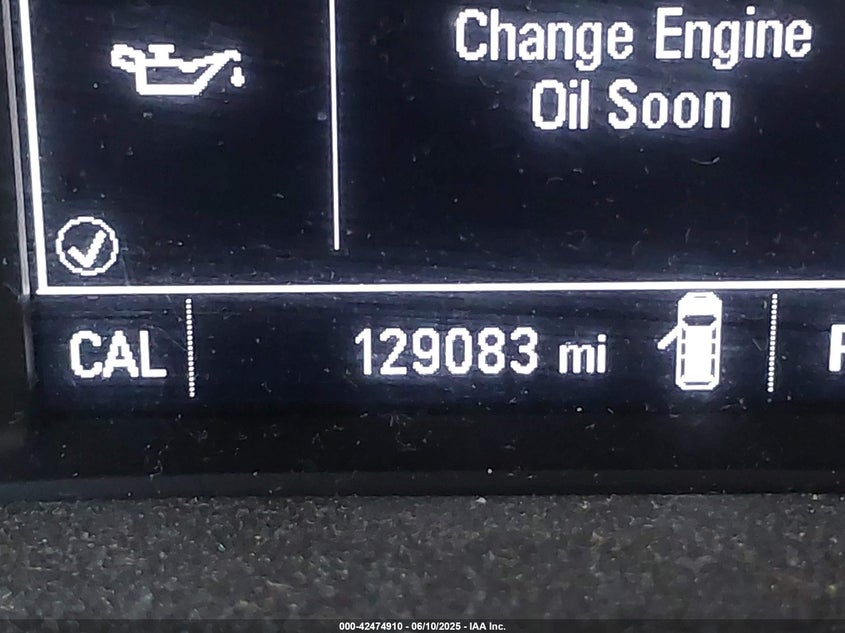 Change Engine
Oil Soon
CAL
129083 mi
000-42474910 - 06/10/2025 - IAA Inc.